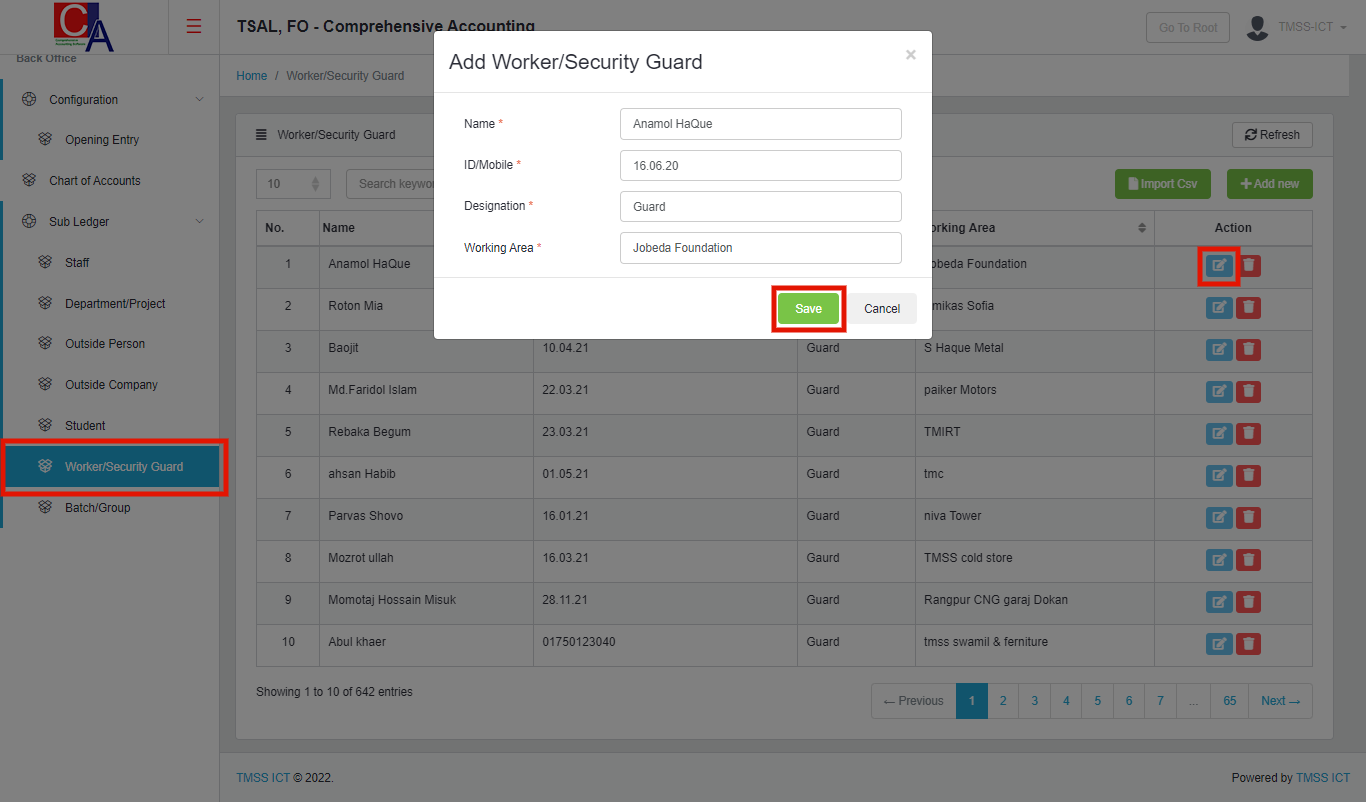 CIA
TSAL, FO - Comprehensive Accounting
Go To Root
TMSS-ICT
Back Office
Configuration
Opening Entry
Chart of Accounts
Sub Ledger
Staff
Department/Project
Outside Person
Outside Company
Student
Worker/Security Guard
Batch/Group
Home / Worker/Security Guard
Worker/Security Guard
Refresh
10
Search keywor
Import Csv
Add new
Add Worker/Security Guard
×
Name * Anamol HaQue
ID/Mobile * 16.06.20
Designation * Guard
Working Area * Jobeda Foundation
Save
Cancel
No. Name orking Area Action
1 Anamol HaQue obeda Foundation
2 Roton Mia mikas Sofia
3 Baojit 10.04.21 Guard S Haque Metal
4 Md.Faridol Islam 22.03.21 Guard paiker Motors
5 Rebaka Begum 23.03.21 Guard TMIRT
6 ahsan Habib 01.05.21 Guard tmc
7 Parvas Shovo 16.01.21 Guard niva Tower
8 Mozrot ullah 16.03.21 Gaurd TMSS cold store
9 Momotaj Hossain Misuk 28.11.21 Guard Rangpur CNG garaj Dokan
10 Abul khaer 01750123040 Guard tmss swamil & ferniture
Showing 1 to 10 of 642 entries
← Previous 1 2 3 4 5 6 7 ... 65 Next →
TMSS ICT © 2022.
Powered by TMSS ICT